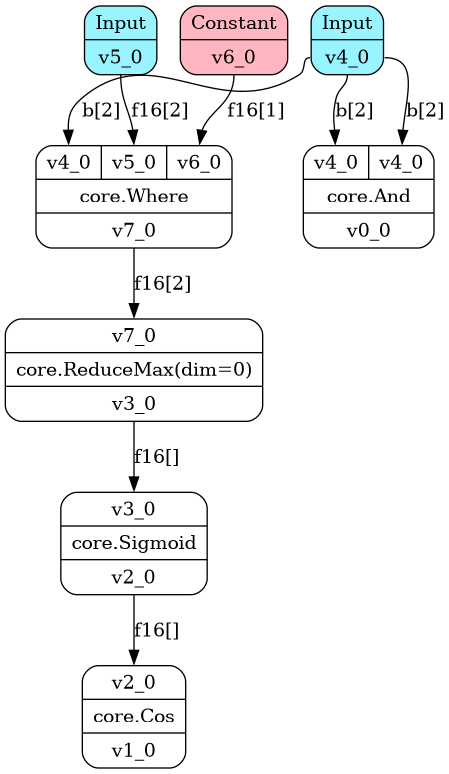 Input
v5_0
Constant
v6_0
Input
v4_0
b[2]
f16[2]
f16[1]
b[2]
b[2]
v4_0 v5_0 v6_0
core.Where
v7_0
v4_0 v4_0
core.And
v0_0
f16[2]
v7_0
core.ReduceMax(dim=0)
v3_0
f16[]
v3_0
core.Sigmoid
v2_0
f16[]
v2_0
core.Cos
v1_0